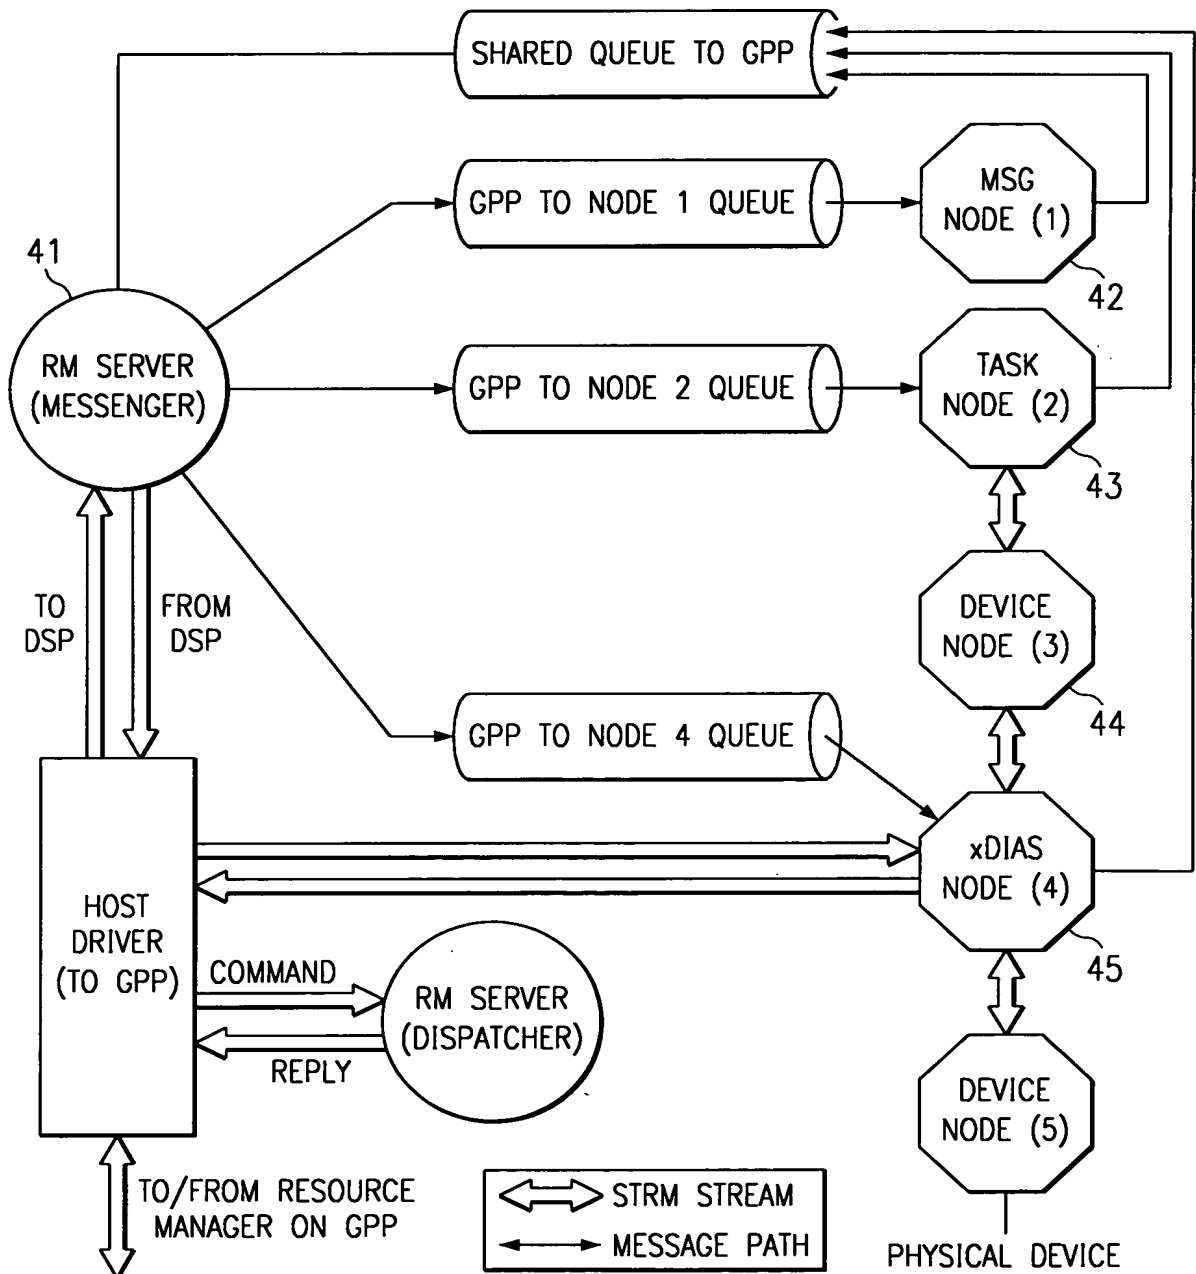 SHARED QUEUE TO GPP
GPP TO NODE 1 QUEUE
MSG
NODE (1)
42
41
RM SERVER
(MESSENGER)
GPP TO NODE 2 QUEUE
TASK
NODE (2)
43
TO
DSP
FROM
DSP
DEVICE
NODE (3)
44
GPP TO NODE 4 QUEUE
xDIAS
NODE (4)
45
HOST
DRIVER
(TO GPP)
COMMAND
RM SERVER
(DISPATCHER)
REPLY
DEVICE
NODE (5)
TO/FROM RESOURCE
MANAGER ON GPP
STRM STREAM
MESSAGE PATH
PHYSICAL DEVICE